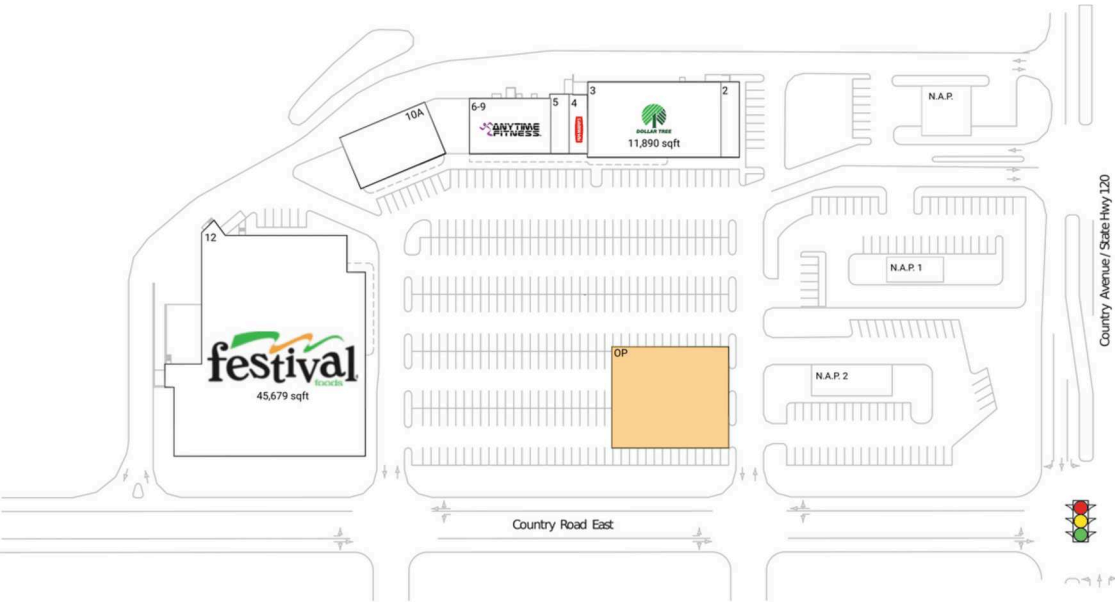 N.A.P.
3
2
6-9
5
4
10A
ANYTIME
FITNESS
DOLLAR TREE
11,890 sqft
Country Avenue / State Hwy 120
12
N.A.P. 1
festival
foods
45,679 sqft
OP
N.A.P. 2
Country Road East